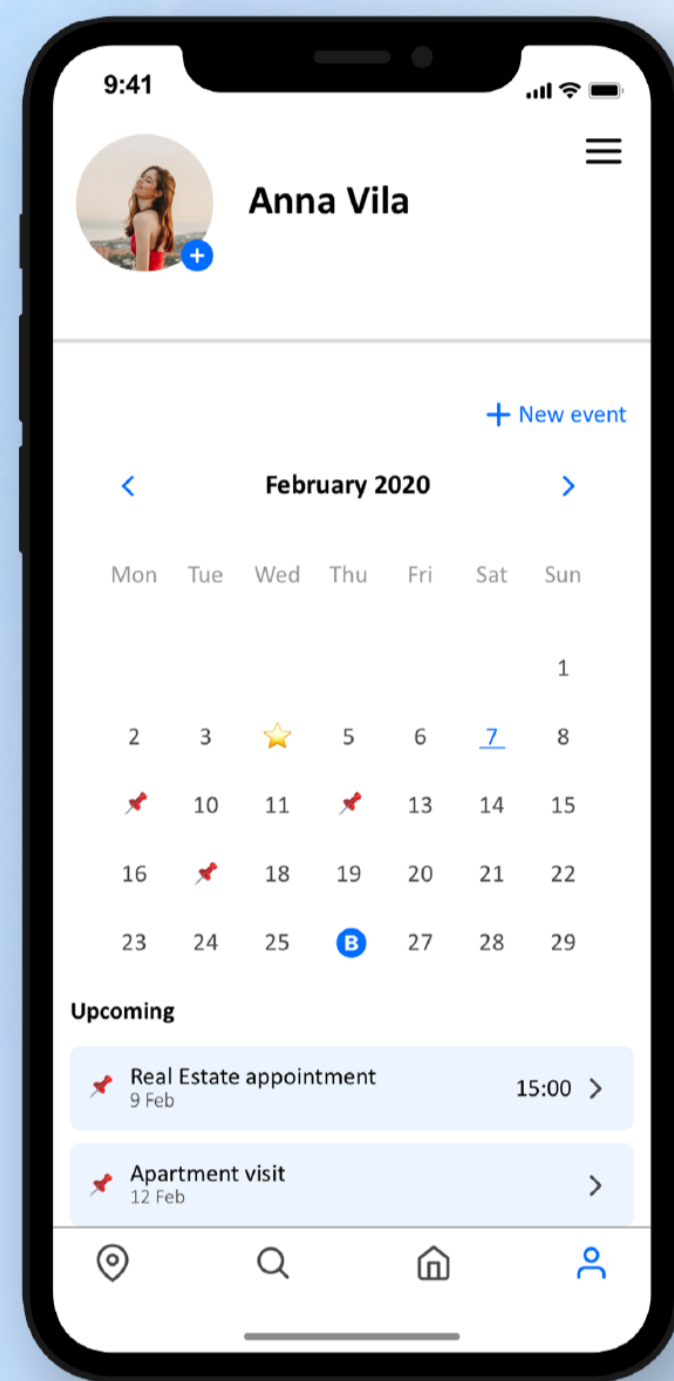 9:41
Anna Vila
+ New event
February 2020
Mon Tue Wed Thu Fri Sat Sun
1
2 3 5 6 7 8
10 11 13 14 15
16 18 19 20 21 22
23 24 25 B 27 28 29
Upcoming
Real Estate appointment
9 Feb
15:00
Apartment visit
12 Feb